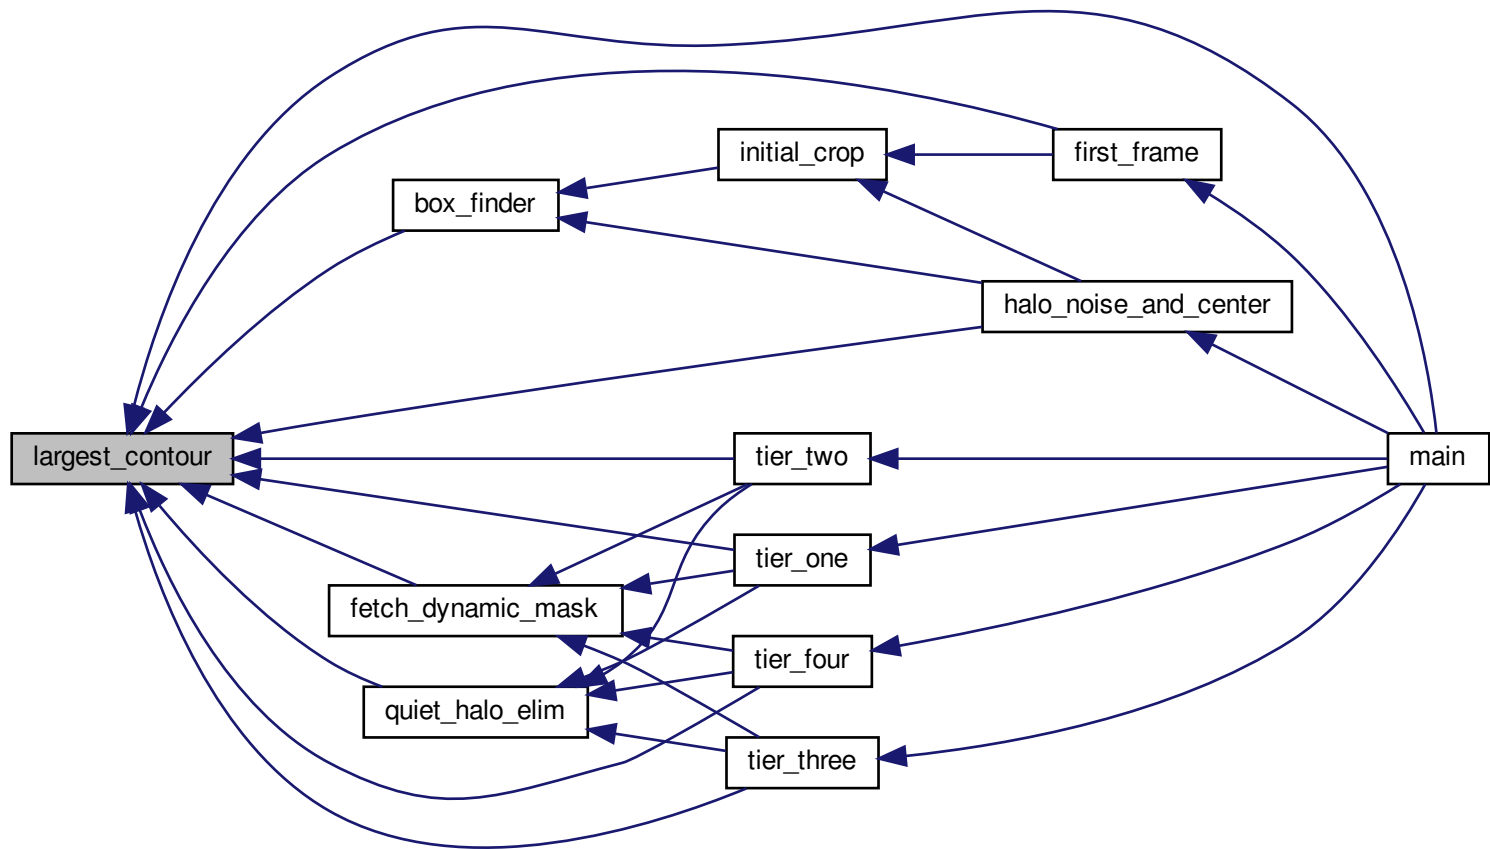 initial_crop
first_frame
box_finder
halo_noise_and_center
largest_contour
tier_two
main
tier_one
fetch_dynamic_mask
tier_four
quiet_halo_elim
tier_three